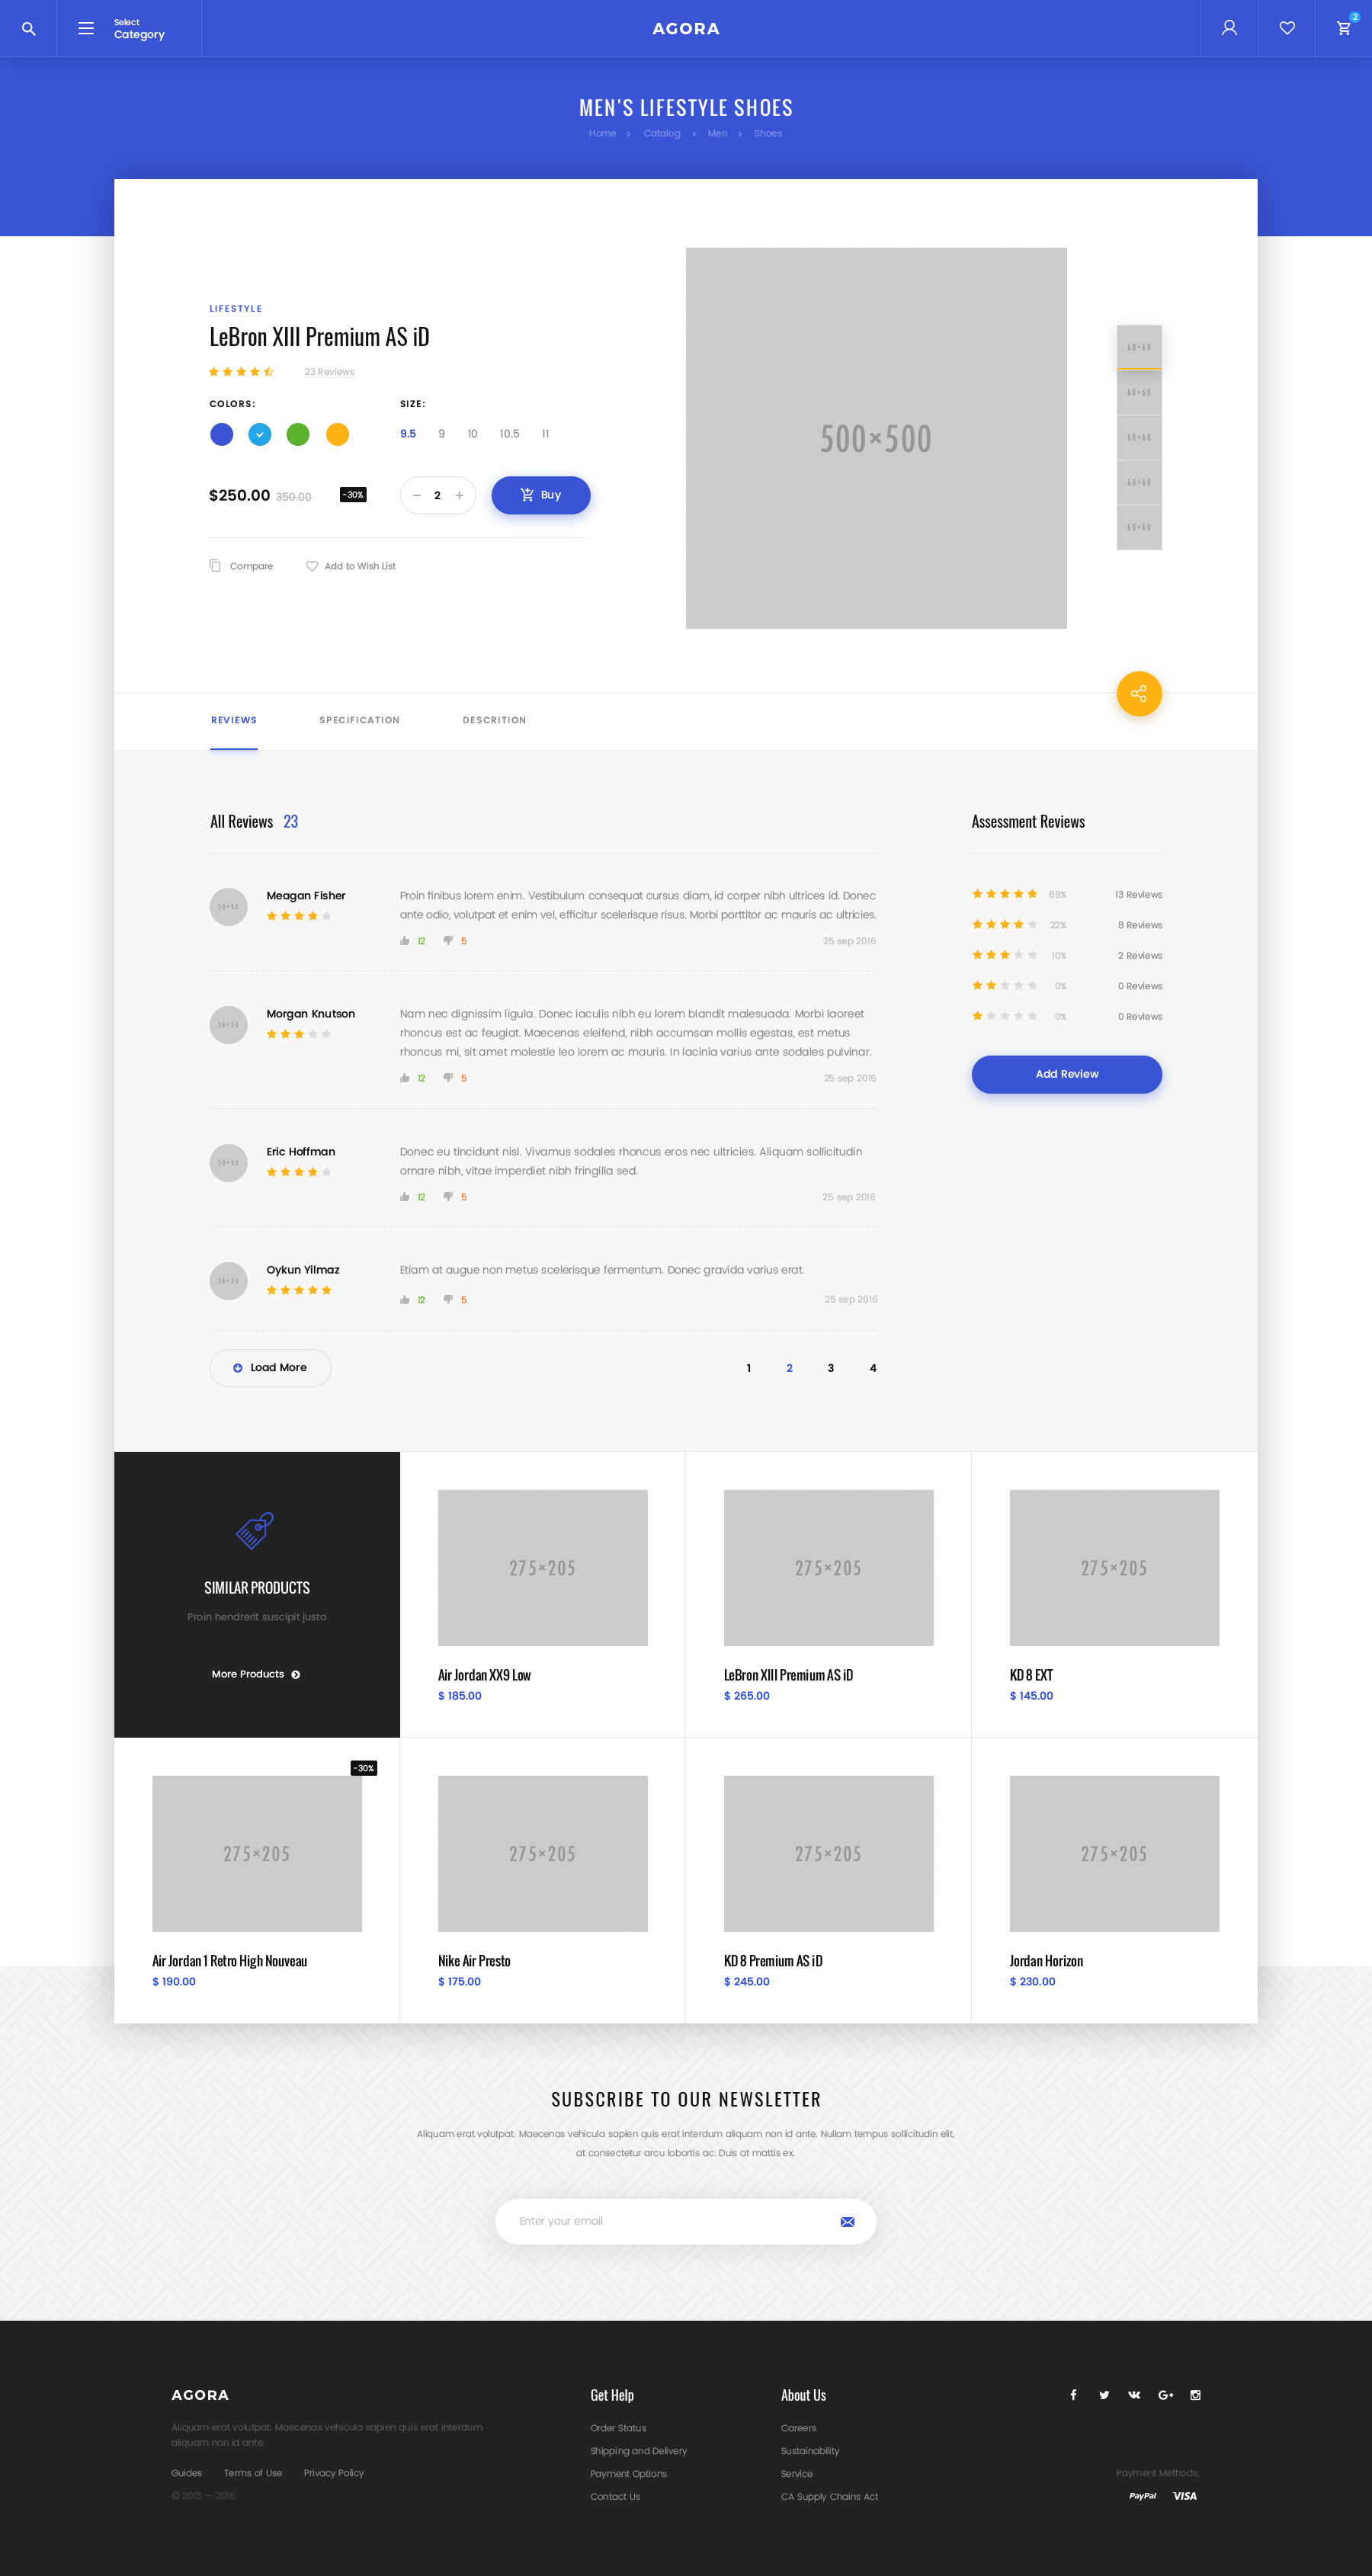 Select
Category
AGORA
2
MEN'S LIFESTYLE SHOES
Home > Catalog > Men > Shoes
LIFESTYLE
LeBron XIII Premium AS iD
23 Reviews
COLORS:
SIZE:
9.5 9 10 10.5 11
$250.00 350.00 -30%
2
Buy
Compare
Add to Wish List
500×500
60×60
60×60
60×60
60×60
60×60
REVIEWS
SPECIFICATION
DESCRITION
All Reviews 23
50×50
Meagan Fisher
Proin finibus lorem enim. Vestibulum consequat cursus diam, id corper nibh ultrices id. Donec
ante odio, volutpat et enim vel, efficitur scelerisque risus. Morbi porttitor ac mauris ac ultricies.
12 5 25 sep 2016
50×50
Morgan Knutson
Nam nec dignissim ligula. Donec iaculis nibh eu lorem blandit malesuada. Morbi laoreet
rhoncus est ac feugiat. Maecenas eleifend, nibh accumsan mollis egestas, est metus
rhoncus mi, sit amet molestie leo lorem ac mauris. In lacinia varius ante sodales pulvinar.
12 5 25 sep 2016
50×50
Eric Hoffman
Donec eu tincidunt nisl. Vivamus sodales rhoncus eros nec ultricies. Aliquam sollicitudin
ornare nibh, vitae imperdiet nibh fringilla sed.
12 5 25 sep 2016
50×50
Oykun Yilmaz
Etiam at augue non metus scelerisque fermentum. Donec gravida varius erat.
12 5 25 sep 2016
Load More
1 2 3 4
Assessment Reviews
68% 13 Reviews
22% 8 Reviews
10% 2 Reviews
0% 0 Reviews
0% 0 Reviews
Add Review
SIMILAR PRODUCTS
Proin hendrerit suscipit justo
More Products
275×205
Air Jordan XX9 Low
$ 185.00
275×205
LeBron XIII Premium AS iD
$ 265.00
275×205
KD 8 EXT
$ 145.00
-30%
275×205
Air Jordan 1 Retro High Nouveau
$ 190.00
275×205
Nike Air Presto
$ 175.00
275×205
KD 8 Premium AS iD
$ 245.00
275×205
Jordan Horizon
$ 230.00
SUBSCRIBE TO OUR NEWSLETTER
Aliquam erat volutpat. Maecenas vehicula sapien quis erat interdum aliquam non id ante. Nullam tempus sollicitudin elit,
at consectetur arcu lobortis ac. Duis at mattis ex.
Enter your email
AGORA
Aliquam erat volutpat. Maecenas vehicula sapien quis erat interdum
aliquam non id ante.
Guides
Terms of Use
Privacy Policy
© 2013 — 2016
Get Help
Order Status
Shipping and Delivery
Payment Options
Contact Us
About Us
Careers
Sustainability
Service
CA Supply Chains Act
Payment Methods:
PayPal VISA